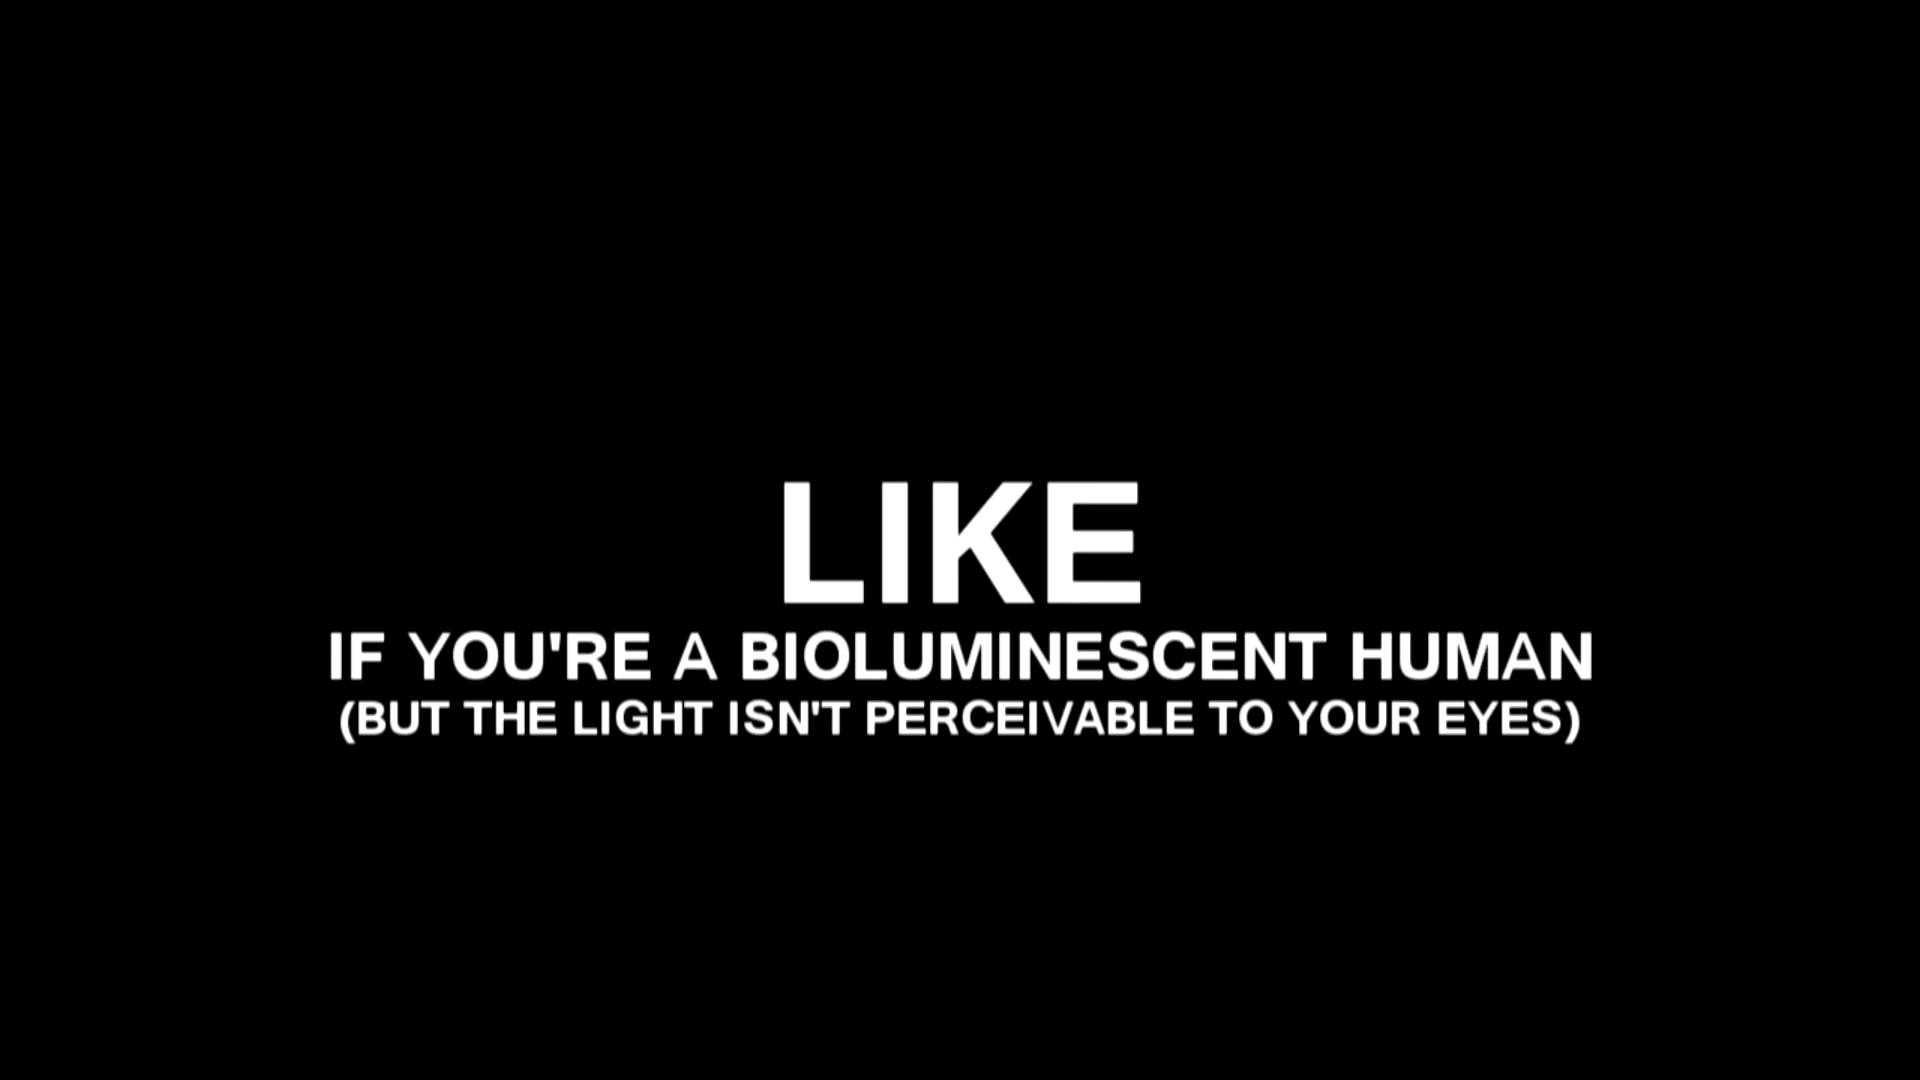 LIKE
IF YOU'RE A BIOLUMINESCENT HUMAN
(BUT THE LIGHT ISN'T PERCEIVABLE TO YOUR EYES)